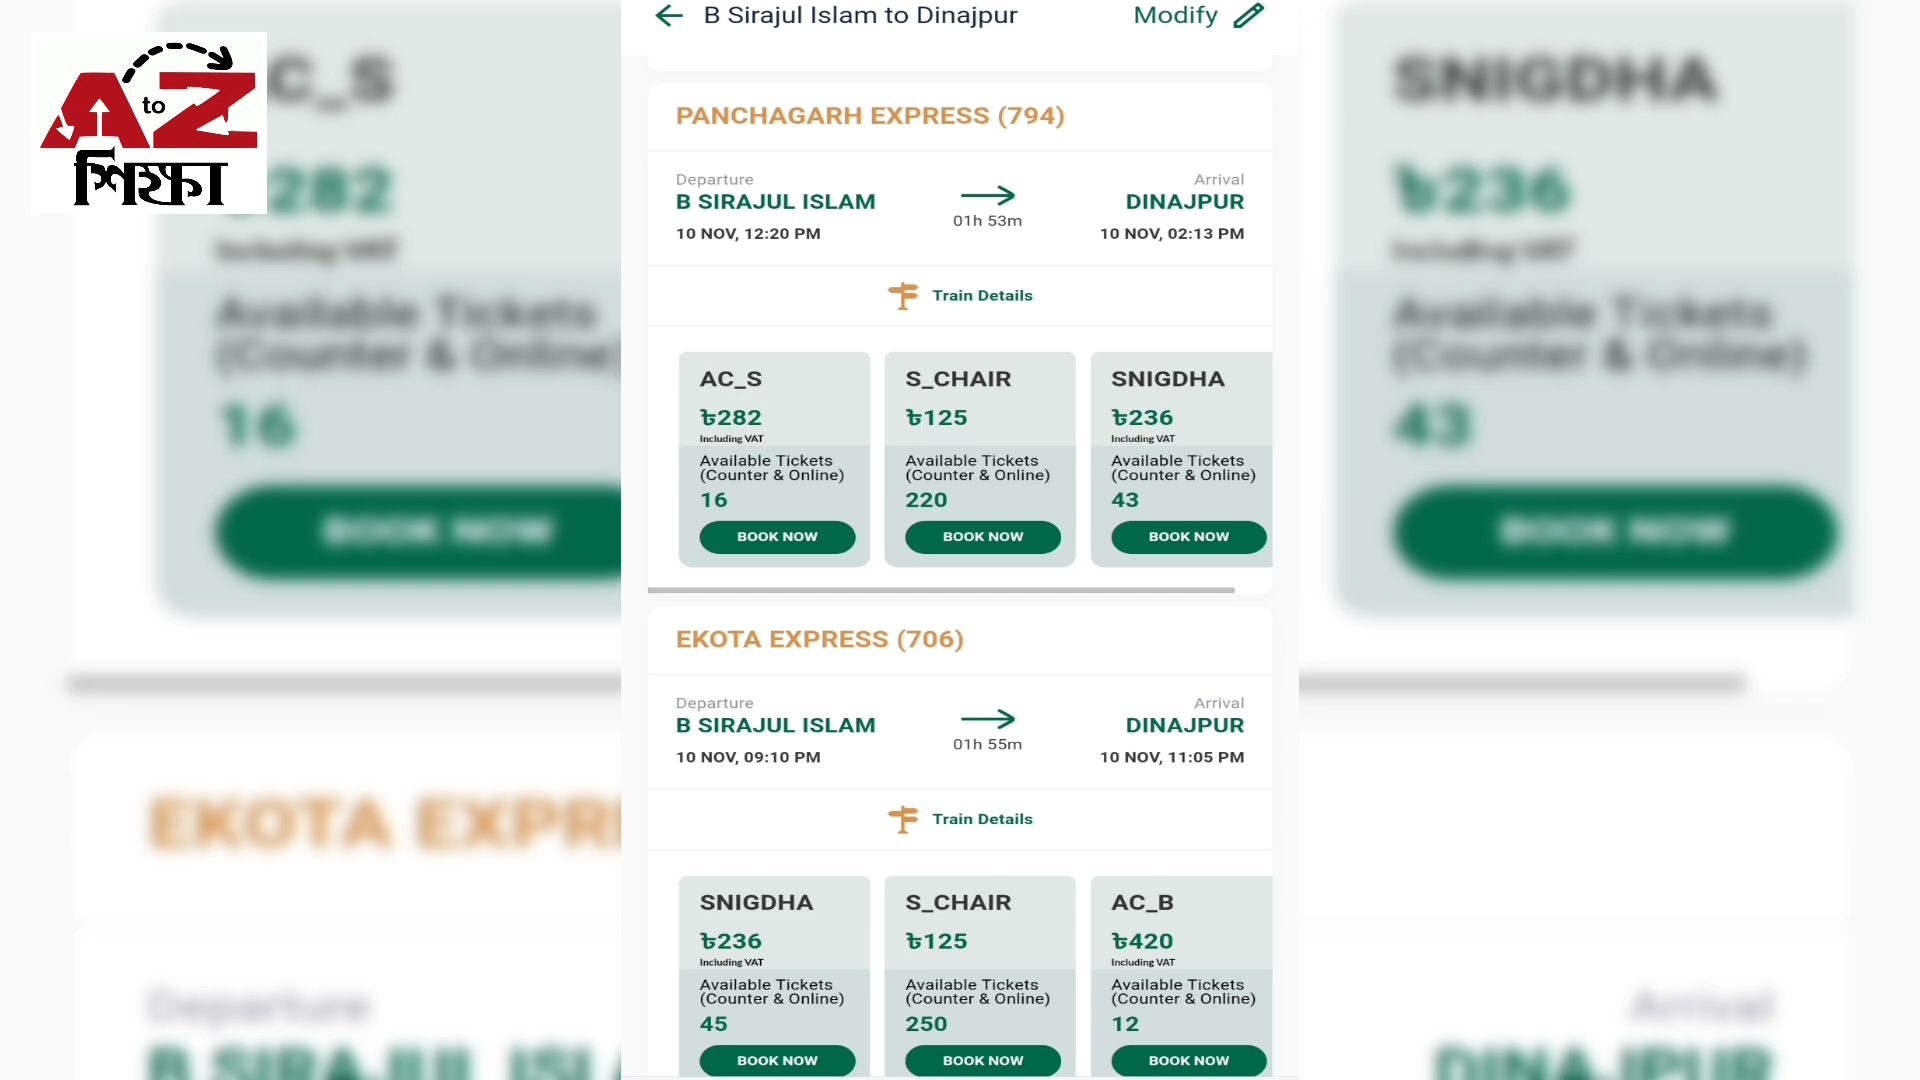 A to Z
শিক্ষা
B Sirajul Islam to Dinajpur
Modify
PANCHAGARH EXPRESS (794)
Departure
Arrival
B SIRAJUL ISLAM
DINAJPUR
01h 53m
10 NOV, 12:20 PM
10 NOV, 02:13 PM
Train Details
AC_S
S_CHAIR
SNIGDHA
৳282
৳125
৳236
Including VAT
Including VAT
Available Tickets
(Counter & Online)
16
Available Tickets
(Counter & Online)
220
Available Tickets
(Counter & Online)
43
BOOK NOW
BOOK NOW
BOOK NOW
EKOTA EXPRESS (706)
Departure
Arrival
B SIRAJUL ISLAM
DINAJPUR
01h 55m
10 NOV, 09:10 PM
10 NOV, 11:05 PM
Train Details
SNIGDHA
S_CHAIR
AC_B
৳236
৳125
৳420
Including VAT
Including VAT
Available Tickets
(Counter & Online)
45
Available Tickets
(Counter & Online)
250
Available Tickets
(Counter & Online)
12
BOOK NOW
BOOK NOW
BOOK NOW